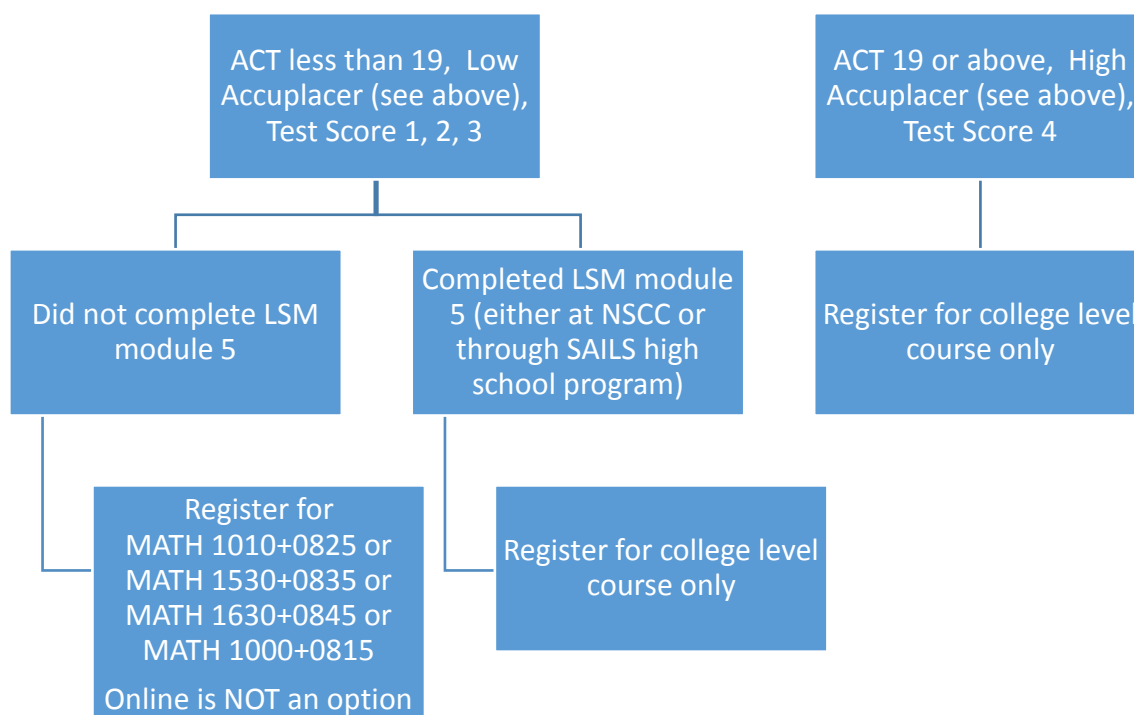 ACT less than 19, Low
Accuplacer (see above),
Test Score 1, 2, 3
ACT 19 or above, High
Accuplacer (see above),
Test Score 4
Did not complete LSM
module 5
Completed LSM module
5 (either at NSCC or
through SAILS high
school program)
Register for college level
course only
Register for
MATH 1010+0825 or
MATH 1530+0835 or
MATH 1630+0845 or
MATH 1000+0815
Online is NOT an option
Register for college level
course only